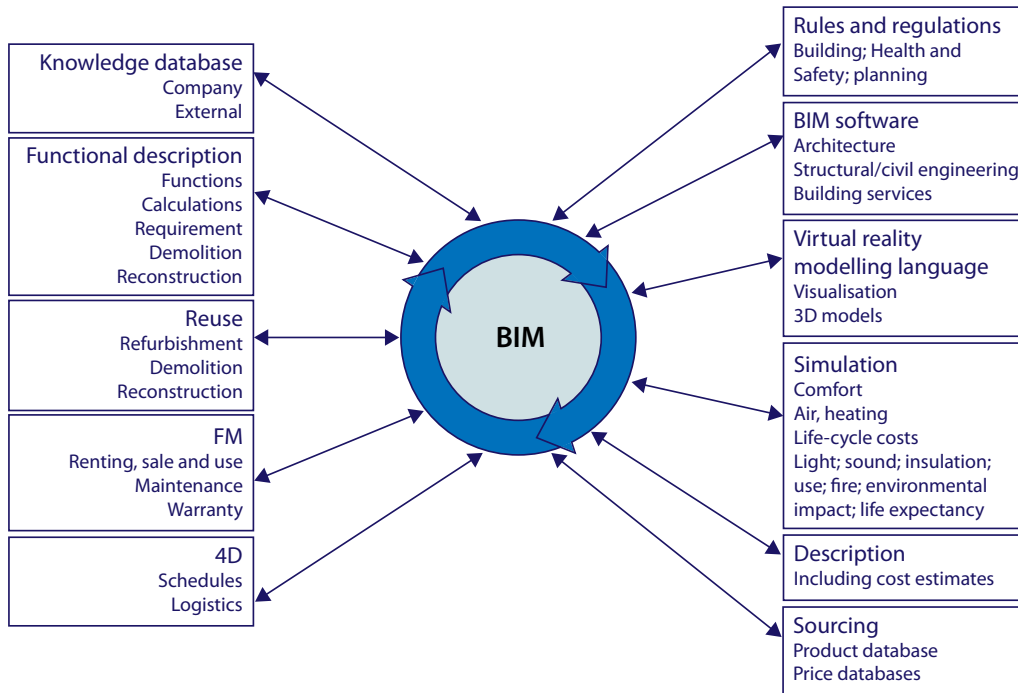 Knowledge database
Company
External
Functional description
Functions
Calculations
Requirement
Demolition
Reconstruction
Reuse
Refurbishment
Demolition
Reconstruction
FM
Renting, sale and use
Maintenance
Warranty
4D
Schedules
Logistics
BIM
Rules and regulations
Building; Health and
Safety; planning
BIM software
Architecture
Structural/civil engineering
Building services
Virtual reality
modelling language
Visualisation
3D models
Simulation
Comfort
Air, heating
Life-cycle costs
Light; sound; insulation;
use; fire; environmental
impact; life expectancy
Description
Including cost estimates
Sourcing
Product database
Price databases